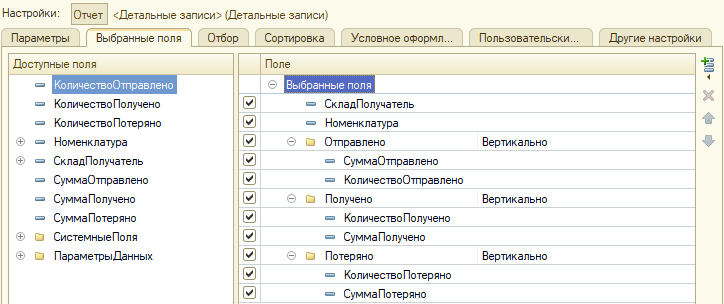 Настройки: Отчет <Детальные записи> (Детальные записи)
Параметры Выбранные поля Отбор Сортировка Условное оформл... Пользовательски... Другие настройки
Доступные поля
КоличествоОтправлено
КоличествоПолучено
КоличествоПотеряно
Номенклатура
СкладПолучатель
СуммаОтправлено
СуммаПолучено
СуммаПотеряно
СистемныеПоля
ПараметрыДанных
Поле
Выбранные поля
СкладПолучатель
Номенклатура
Отправлено Вертикально
СуммаОтправлено
КоличествоОтправлено
Получено Вертикально
КоличествоПолучено
СуммаПолучено
Потеряно Вертикально
КоличествоПотеряно
СуммаПотеряно